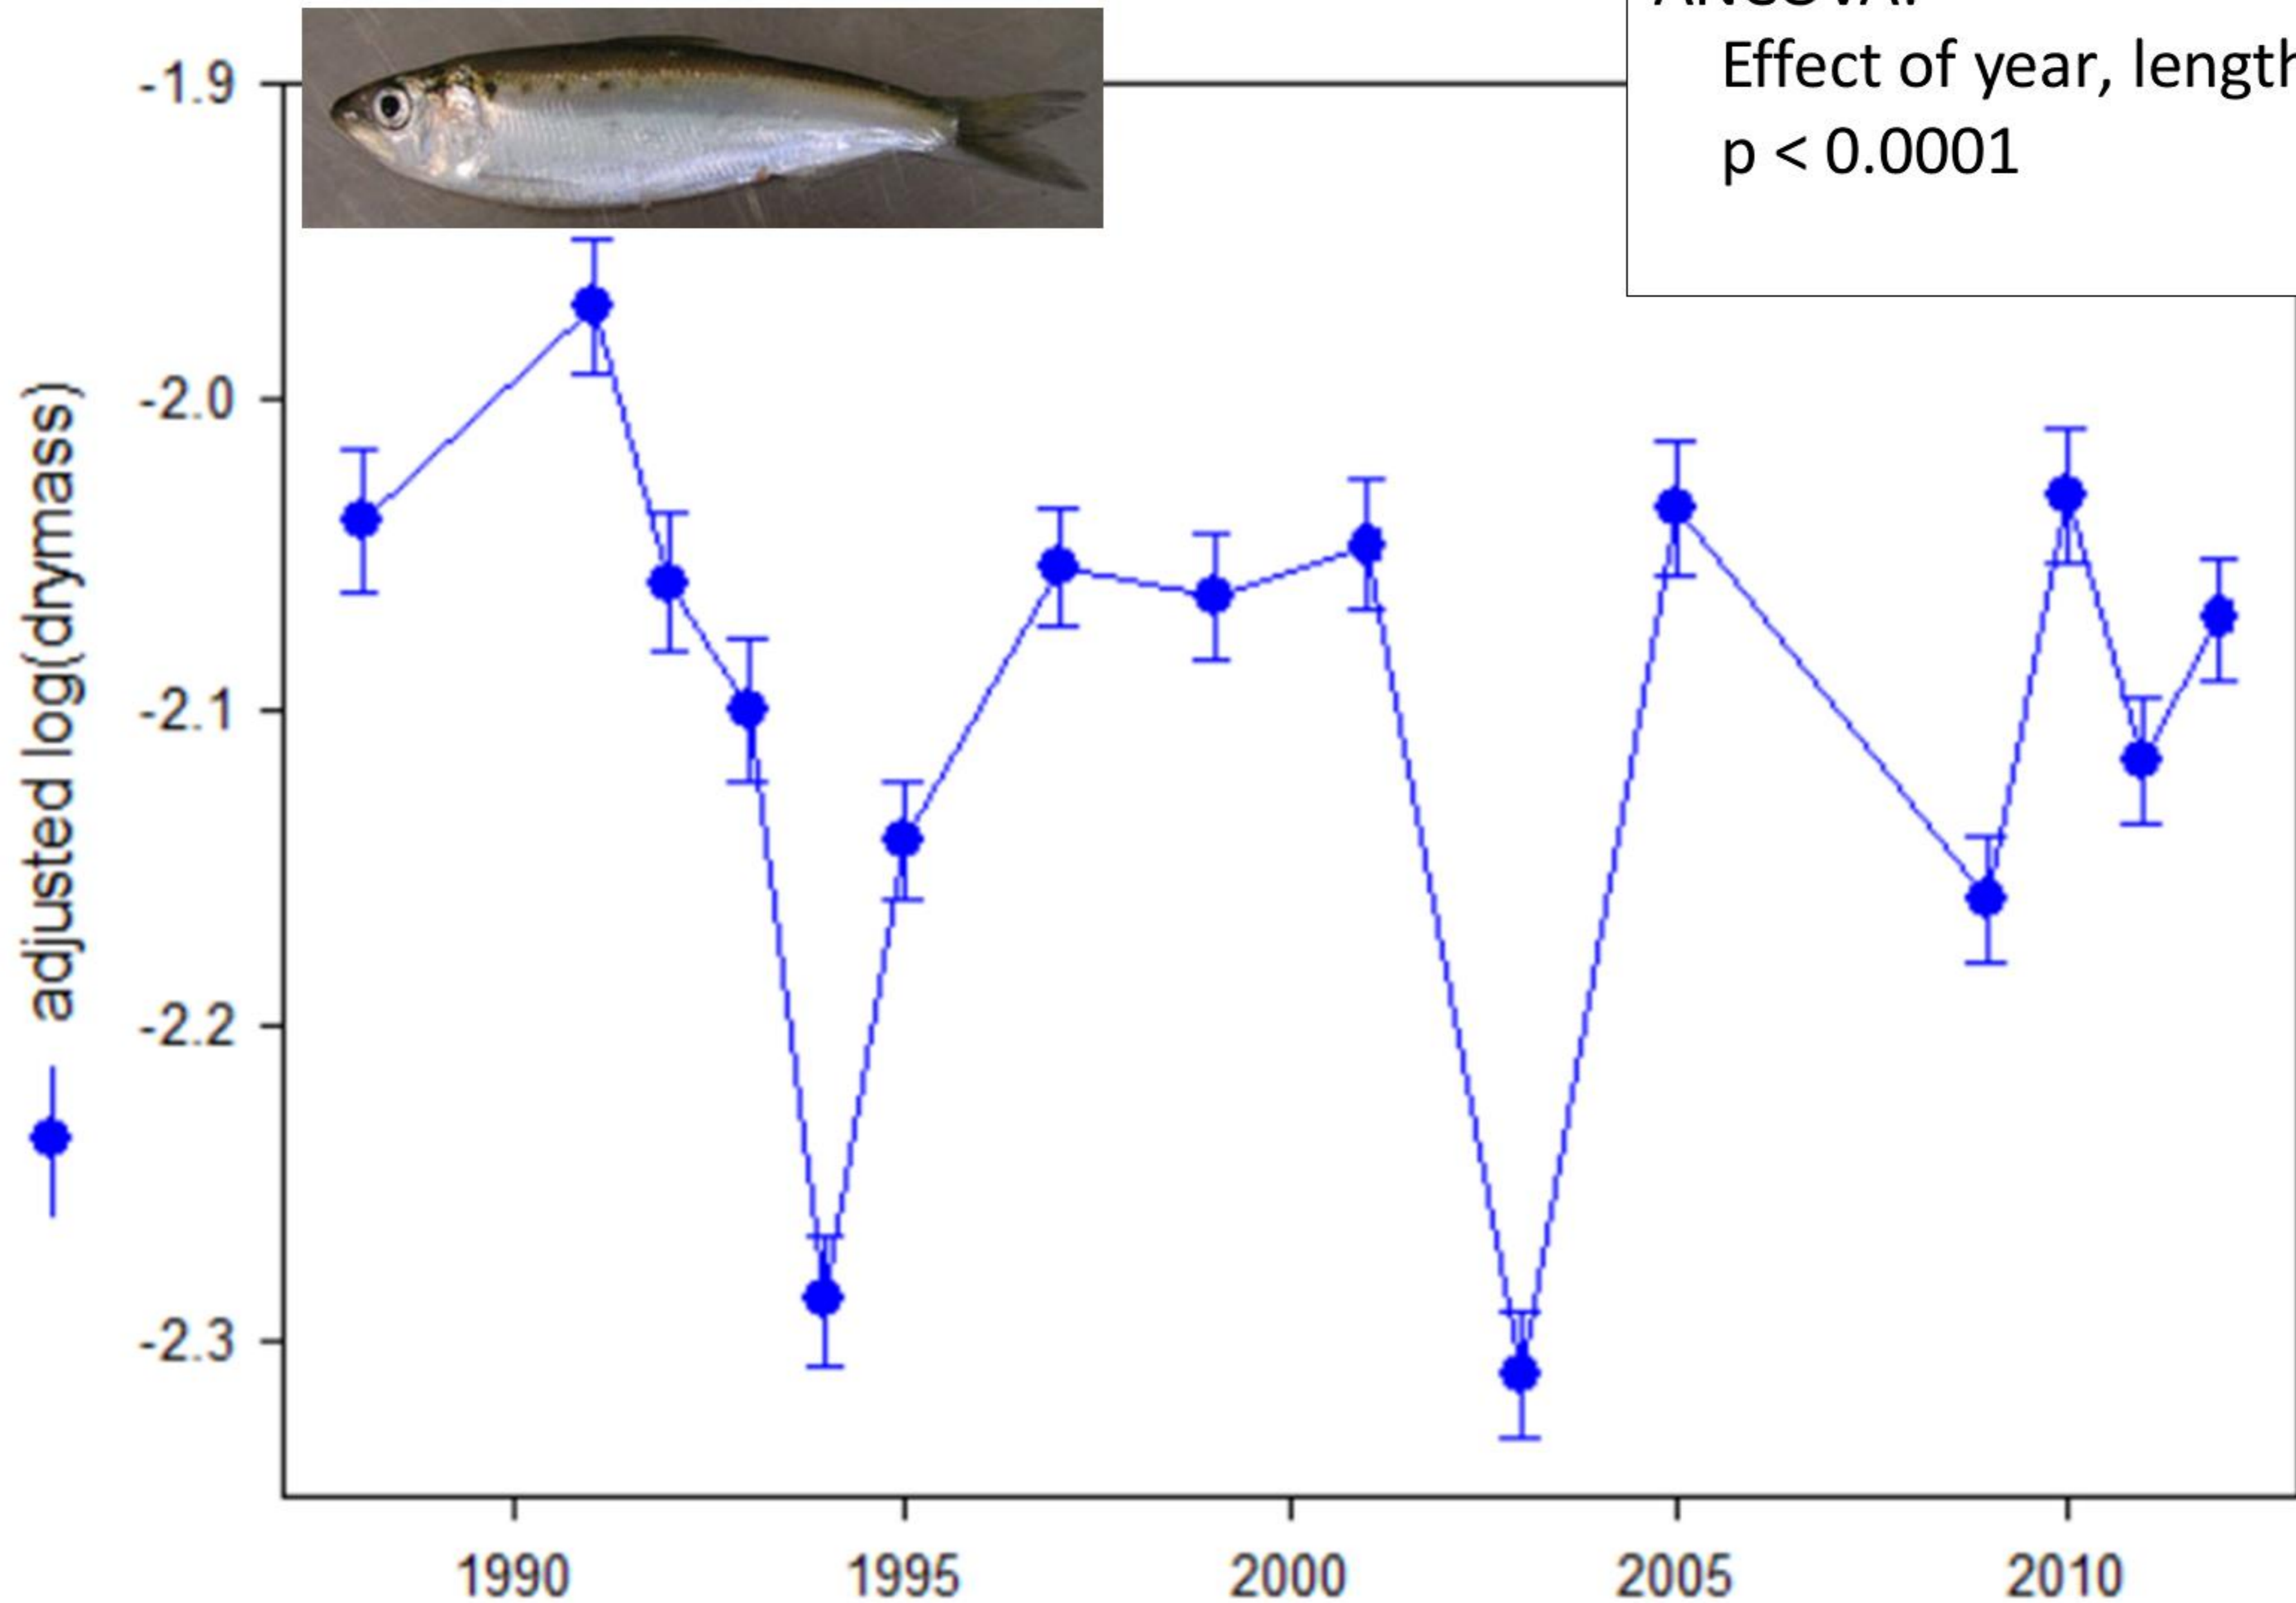 Effect of year, length
p < 0.0001
-1.9
-2.0
-2.1
-2.2
-2.3
adjusted log(drymass)
1990 1995 2000 2005 2010